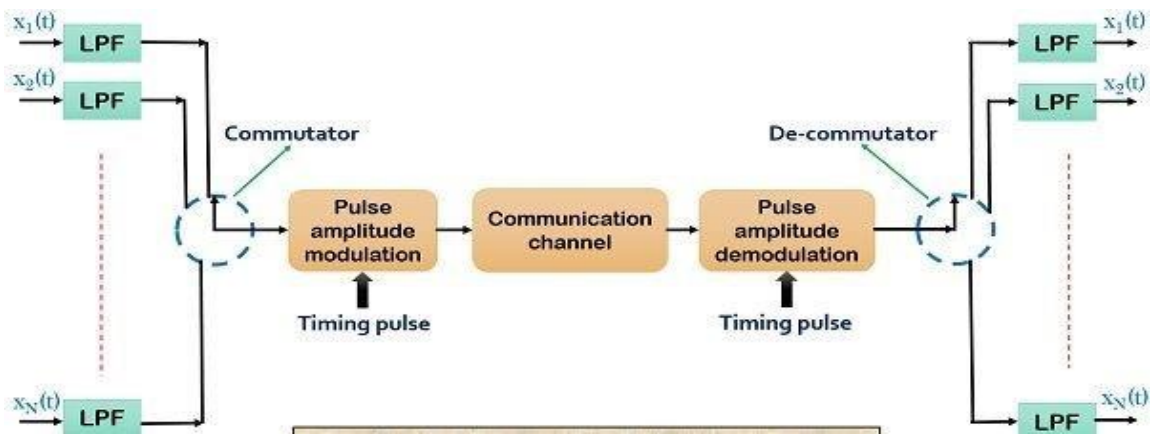 x₁(t)
LPF
x₂(t)
LPF
Commutator
Pulse
amplitude
modulation
Timing pulse
Communication
channel
Pulse
amplitude
demodulation
Timing pulse
De-commutator
xN(t)
LPF
LPF
x₁(t)
LPF
x₂(t)
LPF
xN(t)